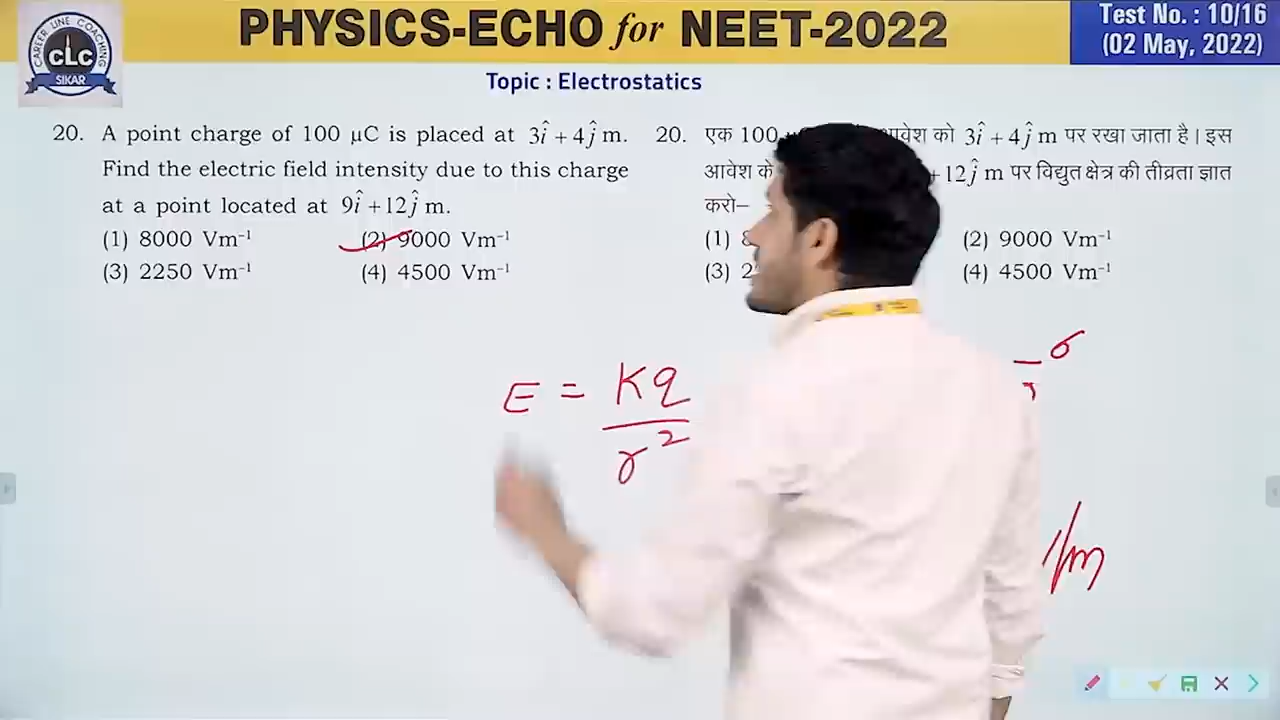 CAREER LINE COACHING
CLC
SIKAR
PHYSICS-ECHO for NEET-2022
Test No. : 10/16
(02 May, 2022)
Topic : Electrostatics
20. A point charge of 100 µC is placed at 3î + 4ĵ m.
Find the electric field intensity due to this charge
at a point located at 9î +12ĵ m.
(1) 8000 Vm⁻¹ (2) 9000 Vm⁻¹
(3) 2250 Vm⁻¹ (4) 4500 Vm⁻¹
20. एक 100 आवेश को 3î + 4ĵ m पर रखा जाता है। इस
आवेश के +12ĵ m पर विद्युत क्षेत्र की तीव्रता ज्ञात
करो–
(1) (2) 9000 Vm⁻¹
(3) 2 (4) 4500 Vm⁻¹
E = Kq
r²